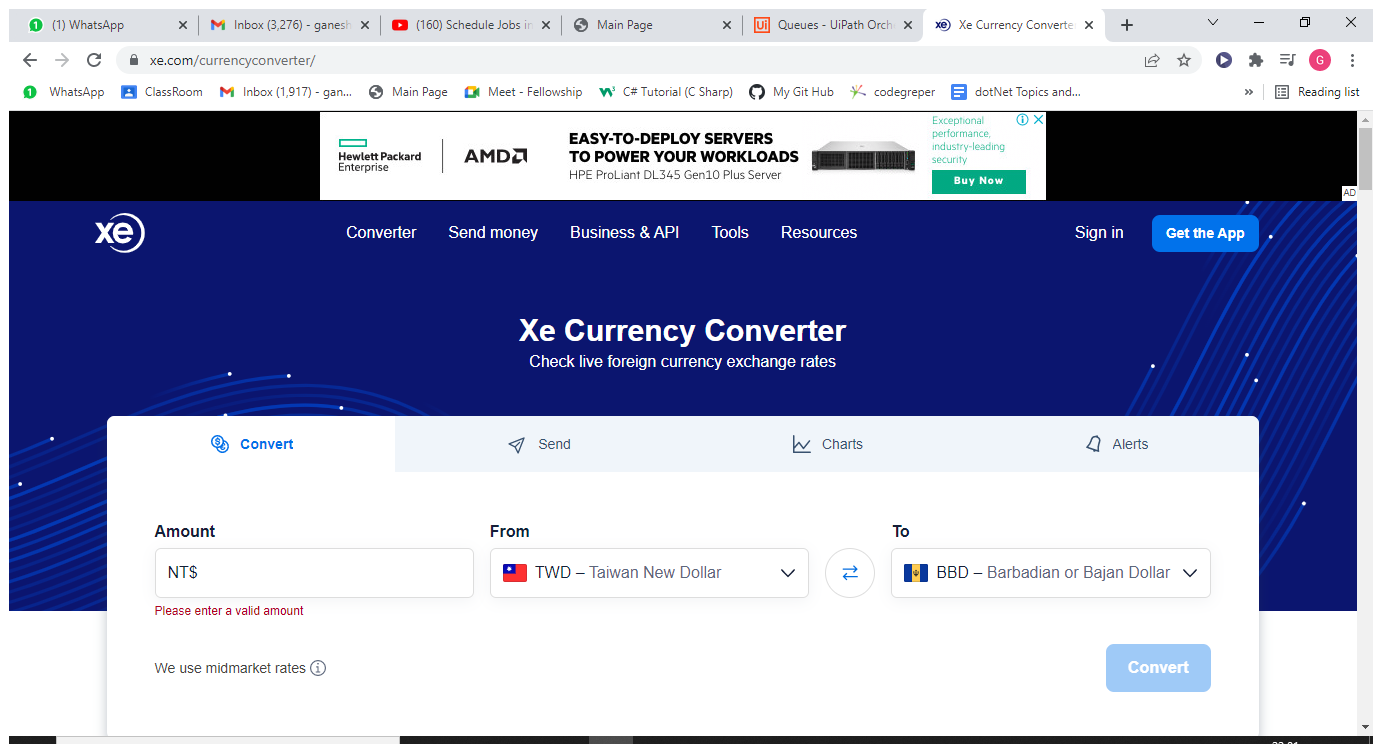 1 (1) WhatsApp
Inbox (3,276) - ganesh
(160) Schedule Jobs in
Main Page
Ui Queues - UiPath Orch
xe Xe Currency Converter
xe.com/currencyconverter/
G
1 WhatsApp
ClassRoom
Inbox (1,917) - gan...
Main Page
Meet - Fellowship
C# Tutorial (C Sharp)
My Git Hub
codegreper
dotNet Topics and...
»
Reading list
Hewlett Packard
Enterprise
AMD
EASY-TO-DEPLOY SERVERS
TO POWER YOUR WORKLOADS
HPE ProLiant DL345 Gen10 Plus Server
Exceptional
performance,
industry-leading
security
Buy Now
AD
xe
Converter
Send money
Business & API
Tools
Resources
Sign in
Get the App
Xe Currency Converter
Check live foreign currency exchange rates
Convert
Send
Charts
Alerts
Amount
From
To
NT$
TWD – Taiwan New Dollar
BBD – Barbadian or Bajan Dollar
Please enter a valid amount
We use midmarket rates
Convert